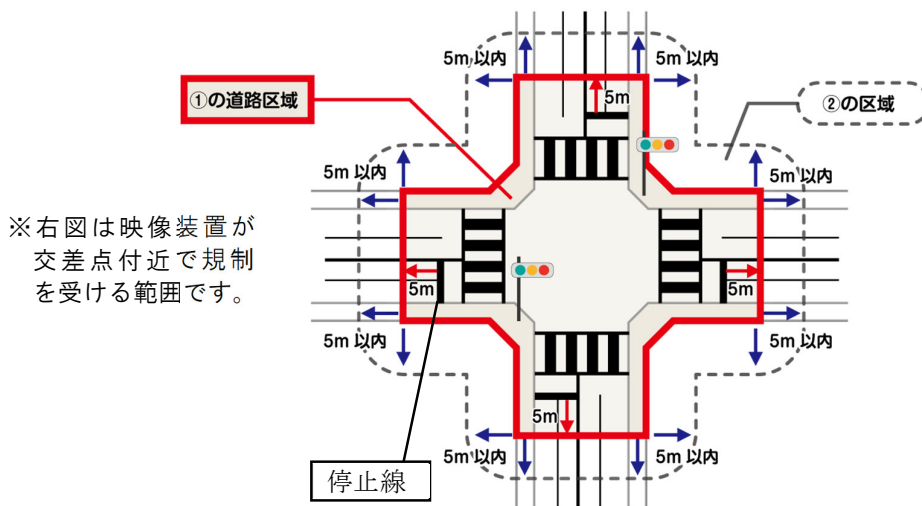 5m 以内
5m 以内
①の道路区域
5m
②の区域
5m 以内
5m 以内
※右図は映像装置が
交差点付近で規制
を受ける範囲です。
5m
5m
5m 以内
5m 以内
5m
5m 以内
5m 以内
停止線